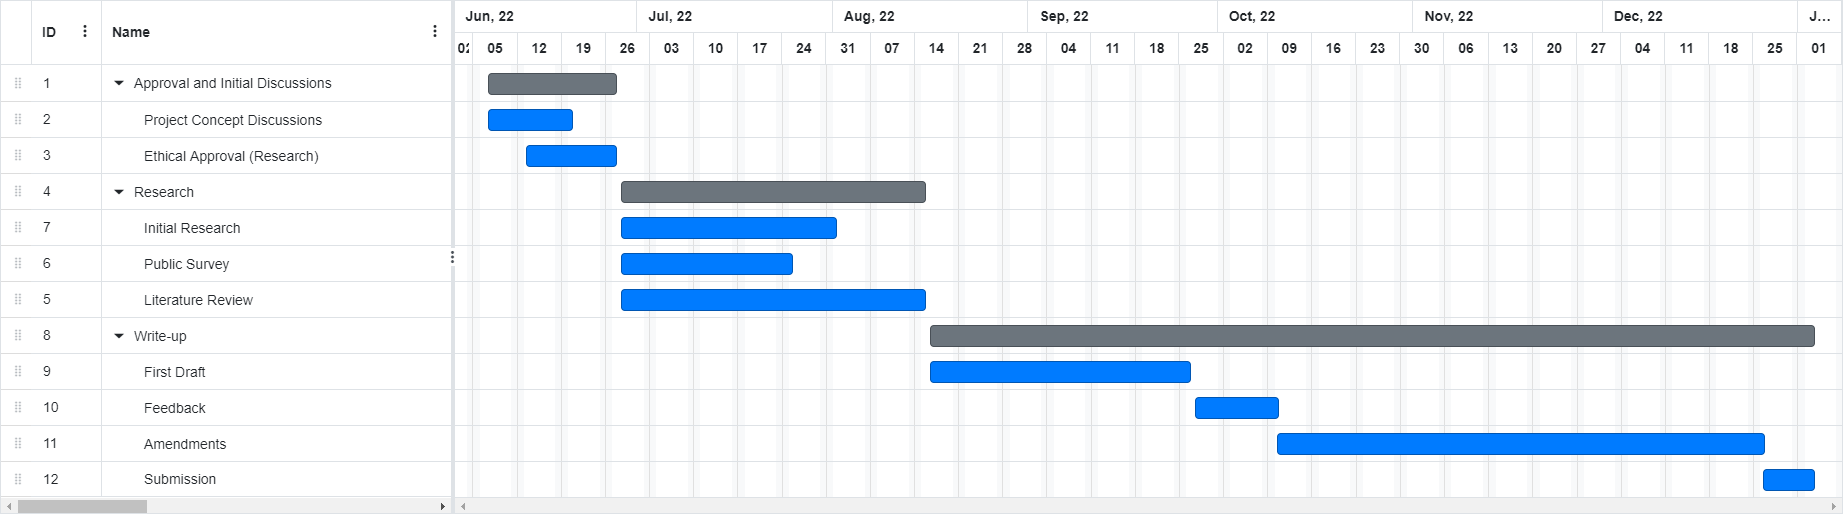 ID Name Jun, 22 Jul, 22 Aug, 22 Sep, 22 Oct, 22 Nov, 22 Dec, 22 J...
05 12 19 26 03 10 17 24 31 07 14 21 28 04 11 18 25 02 09 16 23 30 06 13 20 27 04 11 18 25 01
1 Approval and Initial Discussions
2 Project Concept Discussions
3 Ethical Approval (Research)
4 Research
7 Initial Research
6 Public Survey
5 Literature Review
8 Write-up
9 First Draft
10 Feedback
11 Amendments
12 Submission